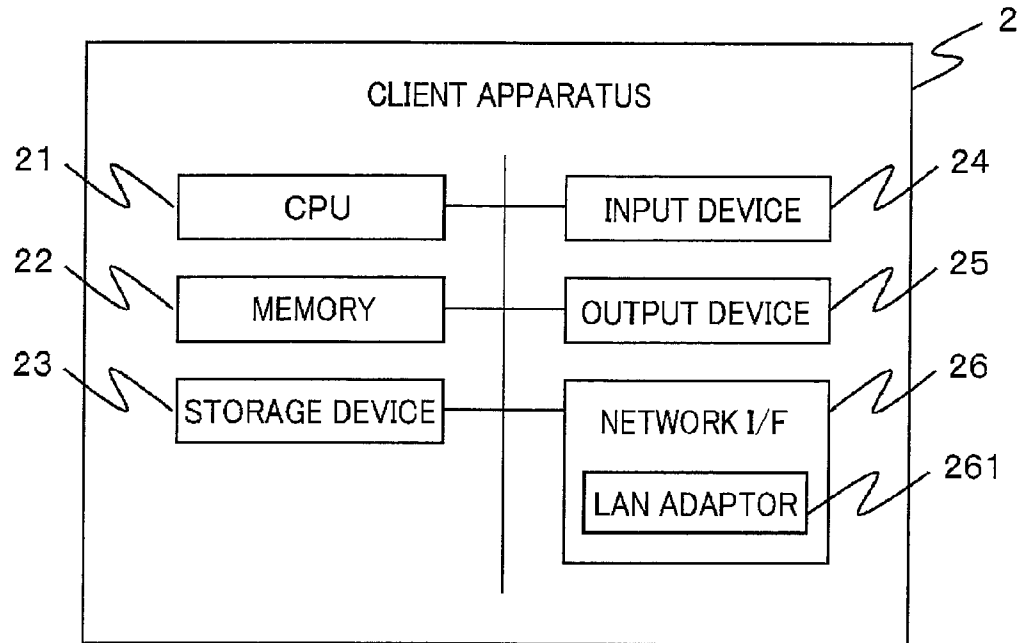 2
CLIENT APPARATUS
21
CPU
INPUT DEVICE
24
22
MEMORY
OUTPUT DEVICE
25
23
STORAGE DEVICE
NETWORK I/F
26
LAN ADAPTOR
261